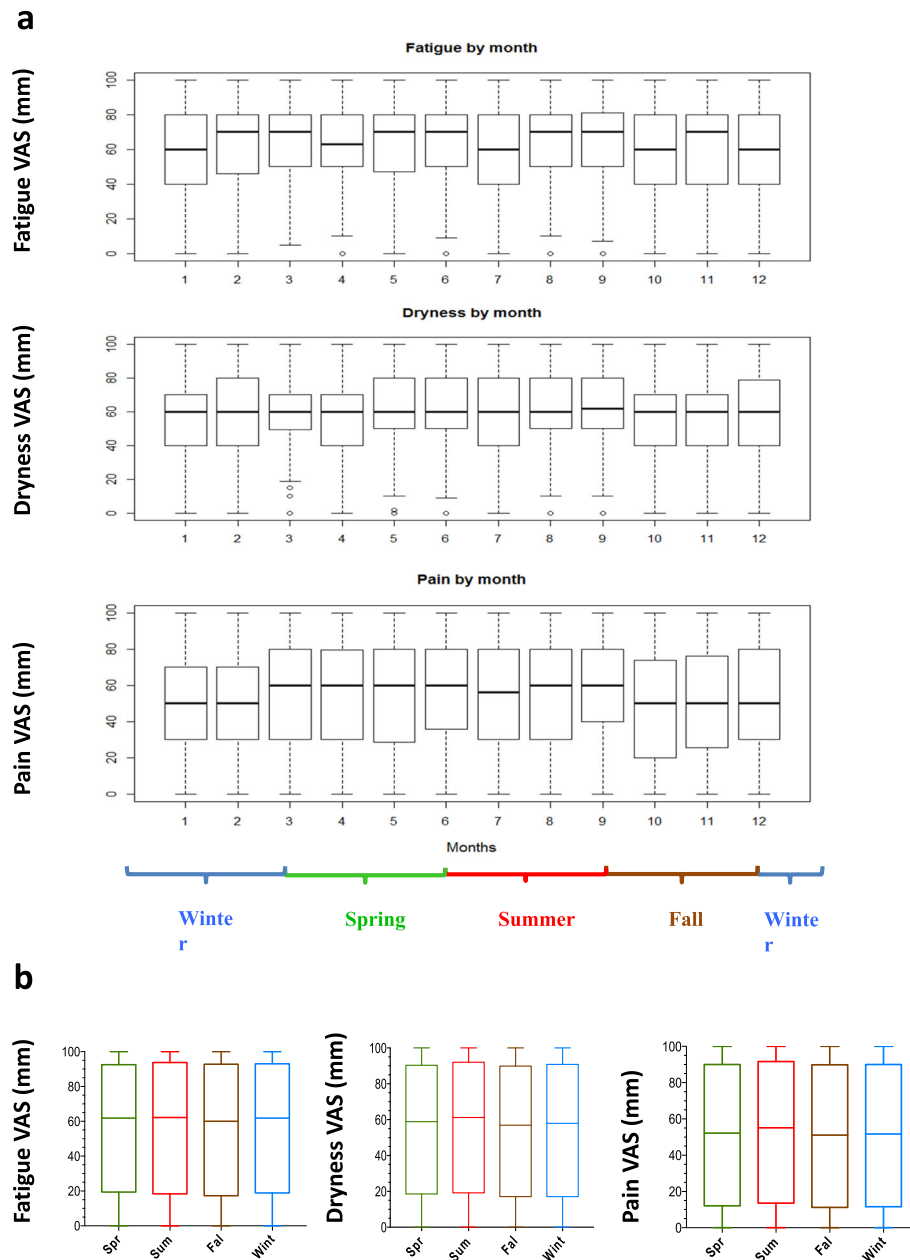 a
Fatigue by month
Fatigue VAS (mm)
100
80
60
40
20
0
1 2 3 4 5 6 7 8 9 10 11 12
Dryness by month
Dryness VAS (mm)
100
80
60
40
20
0
1 2 3 4 5 6 7 8 9 10 11 12
Pain by month
Pain VAS (mm)
100
80
60
40
20
0
1 2 3 4 5 6 7 8 9 10 11 12
Months
Winte
r
Spring
Summer
Fall
Winte
r
b
Fatigue VAS (mm)
100
80
60
40
20
0
Spr Sum Fal Wint
Dryness VAS (mm)
100
80
60
40
20
0
Spr Sum Fal Wint
Pain VAS (mm)
100
80
60
40
20
0
Spr Sum Fal Wint